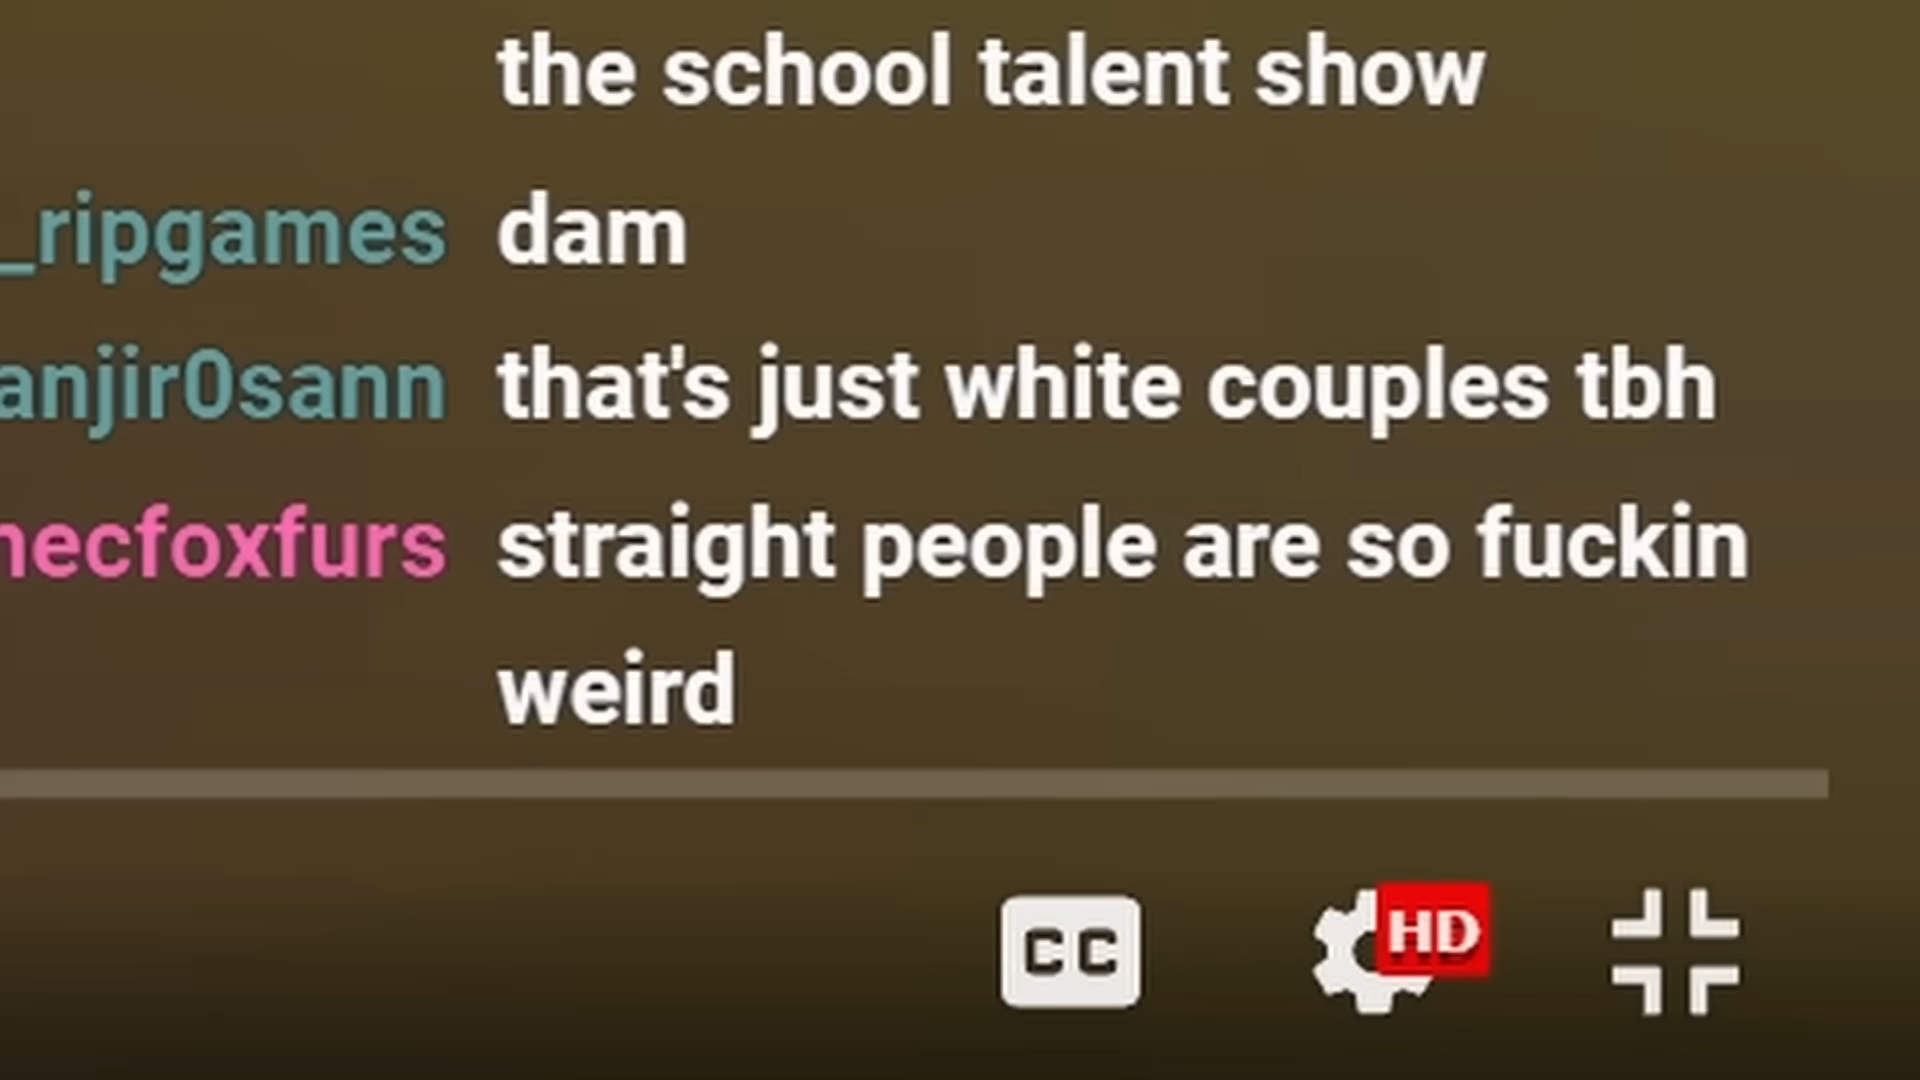 the school talent show
_ripgames dam
anjir0sann that's just white couples tbh
necfoxfurs straight people are so fuckin
weird
CC HD